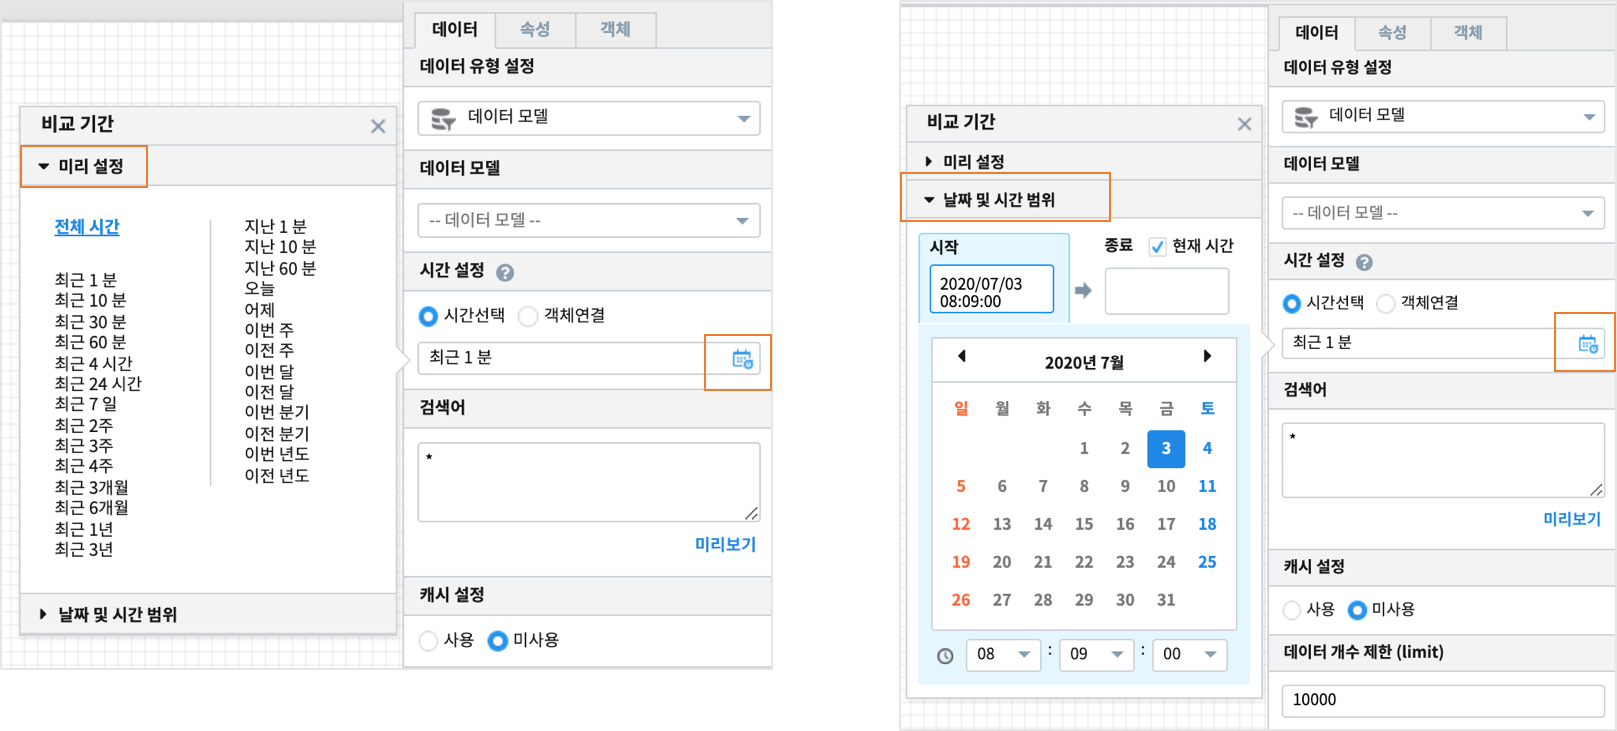 데이터
속성
객체
데이터 유형 설정
데이터 모델
데이터 모델
-- 데이터 모델 --
시간 설정 ?
시간선택
객체연결
최근 1 분
검색어
*
미리보기
캐시 설정
사용
미사용
비교 기간
미리 설정
전체 시간
최근 1 분
최근 10 분
최근 30 분
최근 60 분
최근 4 시간
최근 24 시간
최근 7 일
최근 2주
최근 3주
최근 4주
최근 3개월
최근 6개월
최근 1년
최근 3년
지난 1 분
지난 10 분
지난 60 분
오늘
어제
이번 주
이전 주
이번 달
이전 달
이번 분기
이전 분기
이번 년도
이전 년도
날짜 및 시간 범위
데이터
속성
객체
데이터 유형 설정
데이터 모델
데이터 모델
-- 데이터 모델 --
시간 설정 ?
시간선택
객체연결
최근 1 분
검색어
*
미리보기
캐시 설정
사용
미사용
데이터 개수 제한 (limit)
10000
비교 기간
미리 설정
날짜 및 시간 범위
시작
2020/07/03
08:09:00
종료
현재 시간
2020년 7월
일 월 화 수 목 금 토
1 2 3 4
5 6 7 8 9 10 11
12 13 14 15 16 17 18
19 20 21 22 23 24 25
26 27 28 29 30 31
08 : 09 : 00